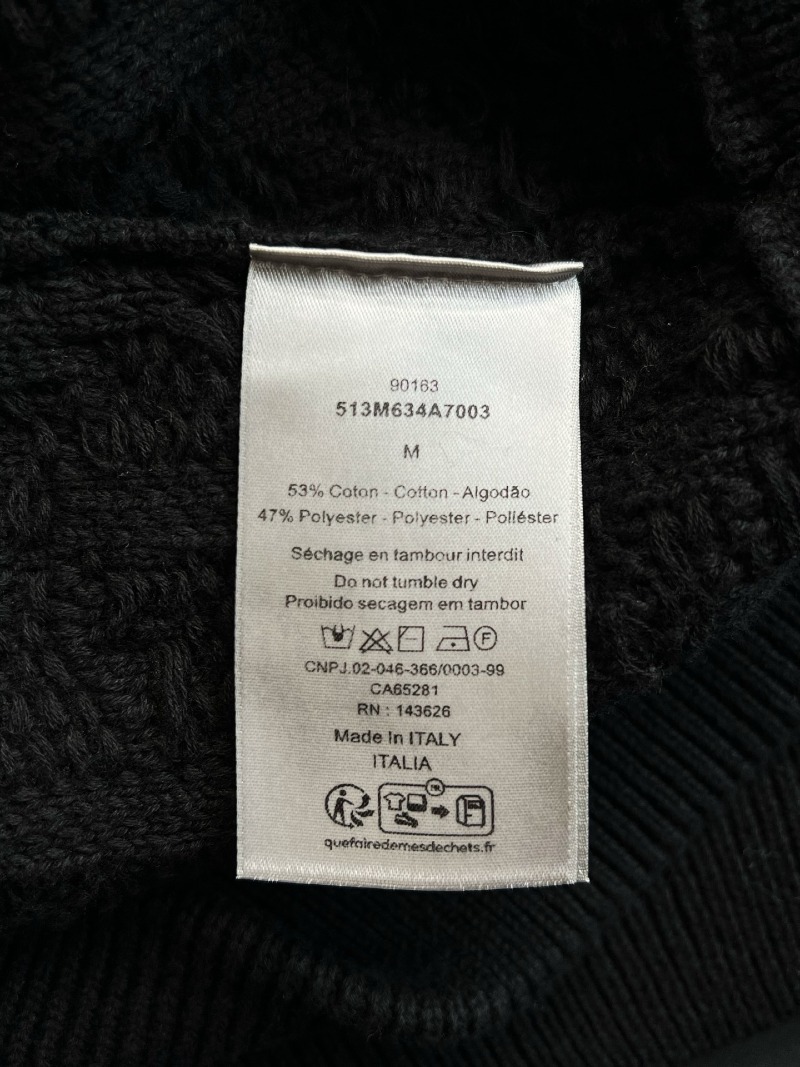 90163
513M634A7003
M
53% Coton - Cotton - Algodão
47% Polyester - Polyester - Poliéster
Séchage en tambour interdit
Do not tumble dry
Proibido secagem em tambor
F
CNPJ.02-046-366/0003-99
CA65281
RN : 143626
Made in ITALY
ITALIA
FR
quefairedemesdechets.fr